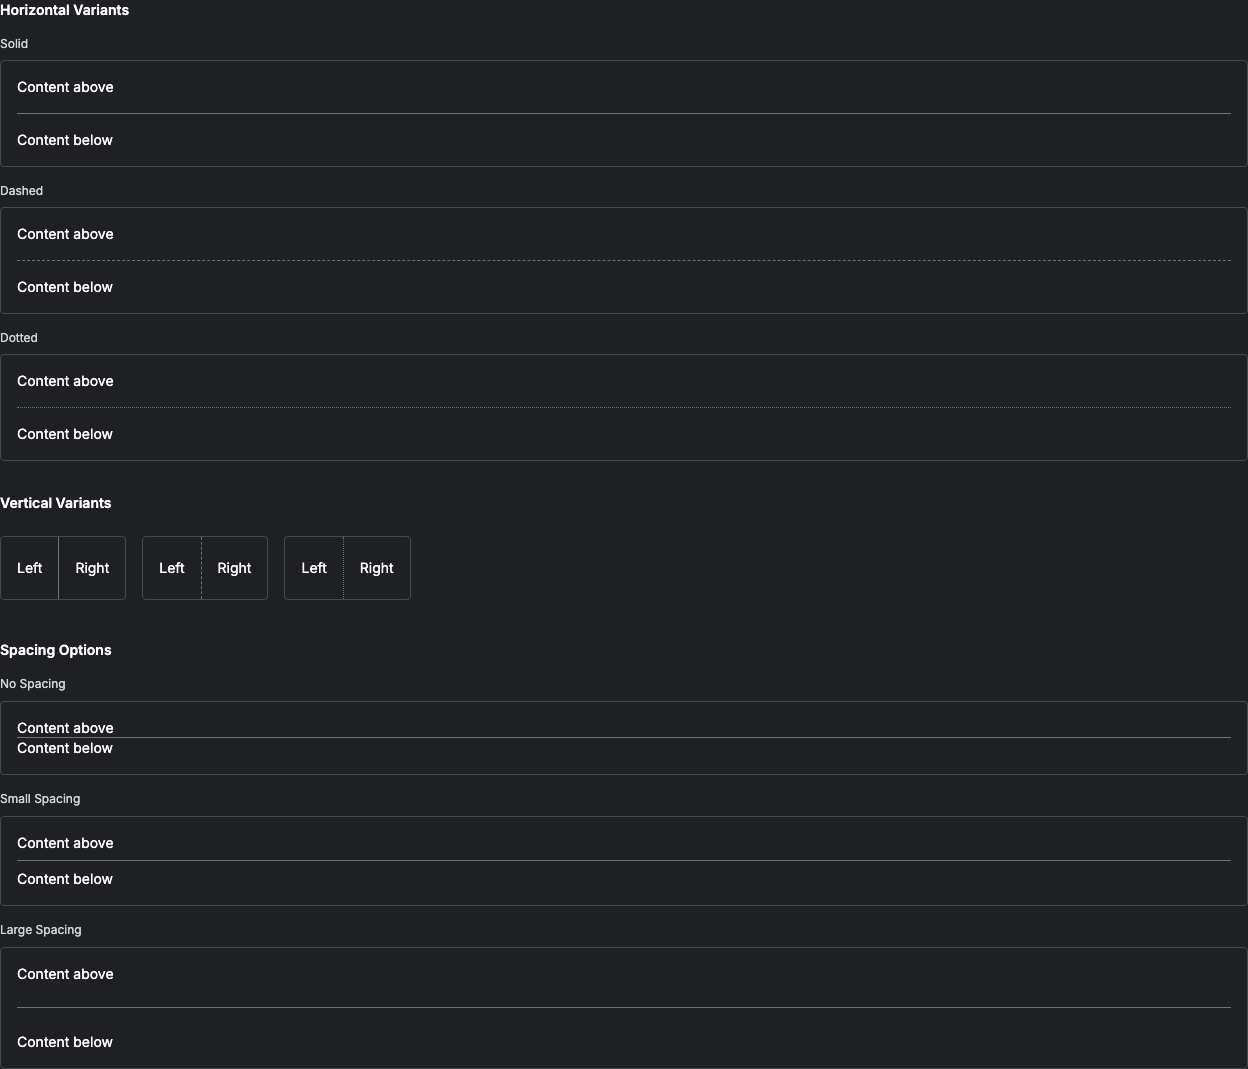 Horizontal Variants
Solid
Content above
Content below
Dashed
Content above
Content below
Dotted
Content above
Content below
Vertical Variants
Left Right Left Right Left Right
Spacing Options
No Spacing
Content above
Content below
Small Spacing
Content above
Content below
Large Spacing
Content above
Content below